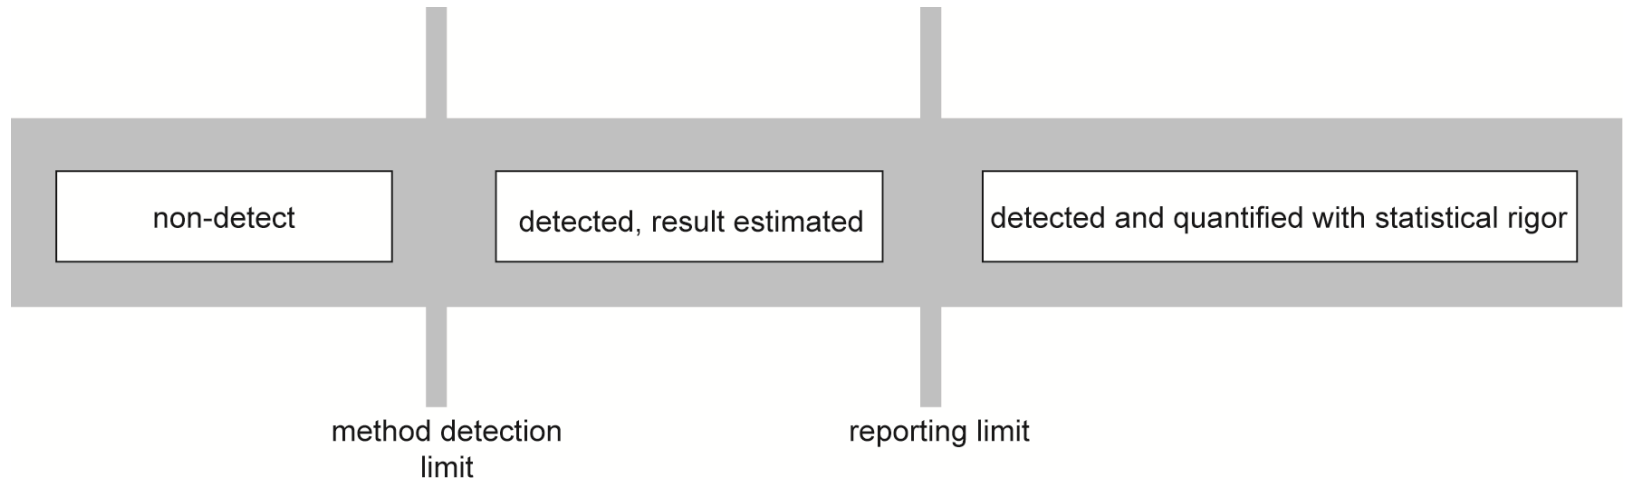 non-detect
detected, result estimated
detected and quantified with statistical rigor
method detection
limit
reporting limit